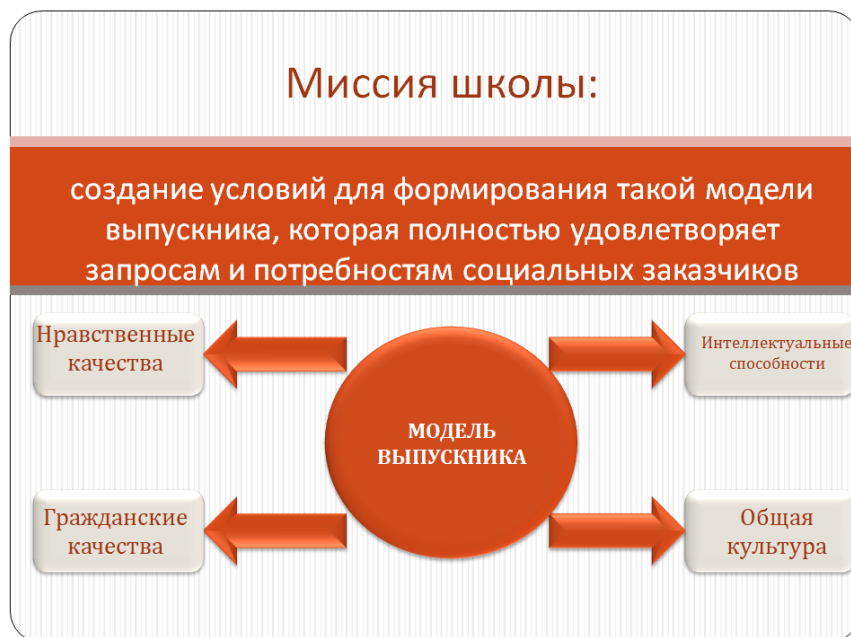 Миссия школы:
создание условий для формирования такой модели
выпускника, которая полностью удовлетворяет
запросам и потребностям социальных заказчиков
Нравственные
качества
Интеллектуальные
способности
МОДЕЛЬ
ВЫПУСКНИКА
Гражданские
качества
Общая
культура